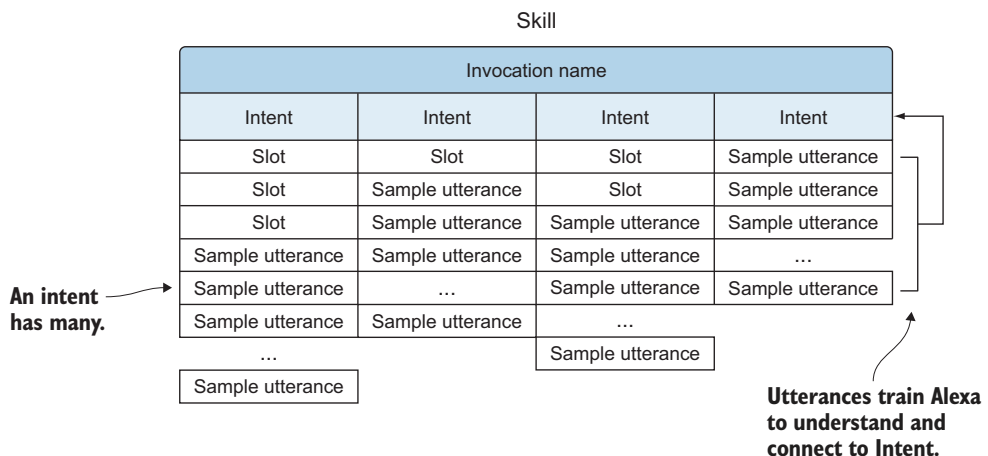 Skill
Invocation name
Intent Intent Intent Intent
Slot Slot Slot Sample utterance
Slot Sample utterance Slot Sample utterance
Slot Sample utterance Sample utterance Sample utterance
Sample utterance Sample utterance Sample utterance ...
Sample utterance ... Sample utterance Sample utterance
Sample utterance Sample utterance ...
... Sample utterance
Sample utterance
An intent
has many.
Utterances train Alexa
to understand and
connect to Intent.